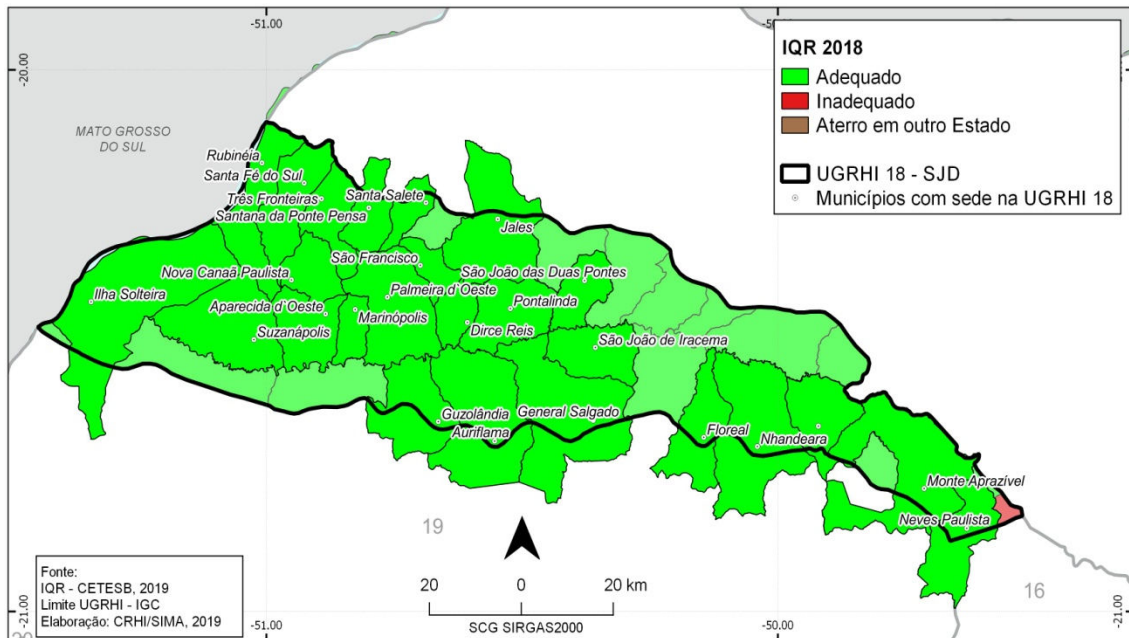 -51.00
-50.00
-20.00
IQR 2018
Adequado
Inadequado
Aterro em outro Estado
UGRHI 18 - SJD
Municípios com sede na UGRHI 18
MATO GROSSO
DO SUL
Rubinéia
Santa Fé do Sul
Três Fronteiras
Santa Salete
Santana da Ponte Pensa
Jales
São Francisco
São João das Duas Pontes
Nova Canaã Paulista
Ilha Solteira
Palmeira d`Oeste
Aparecida d`Oeste
Pontalinda
Marinópolis
Suzanápolis
Dirce Reis
São João de Iracema
Guzolândia
General Salgado
Auriflama
Floreal
Nhandeara
Monte Aprazível
Neves Paulista
19
16
Fonte:
IQR - CETESB, 2019
Limite UGRHI - IGC
Elaboração: CRHI/SIMA, 2019
20 0 20 km
SCG SIRGAS2000
-21.00
-21.00
-51.00
-50.00